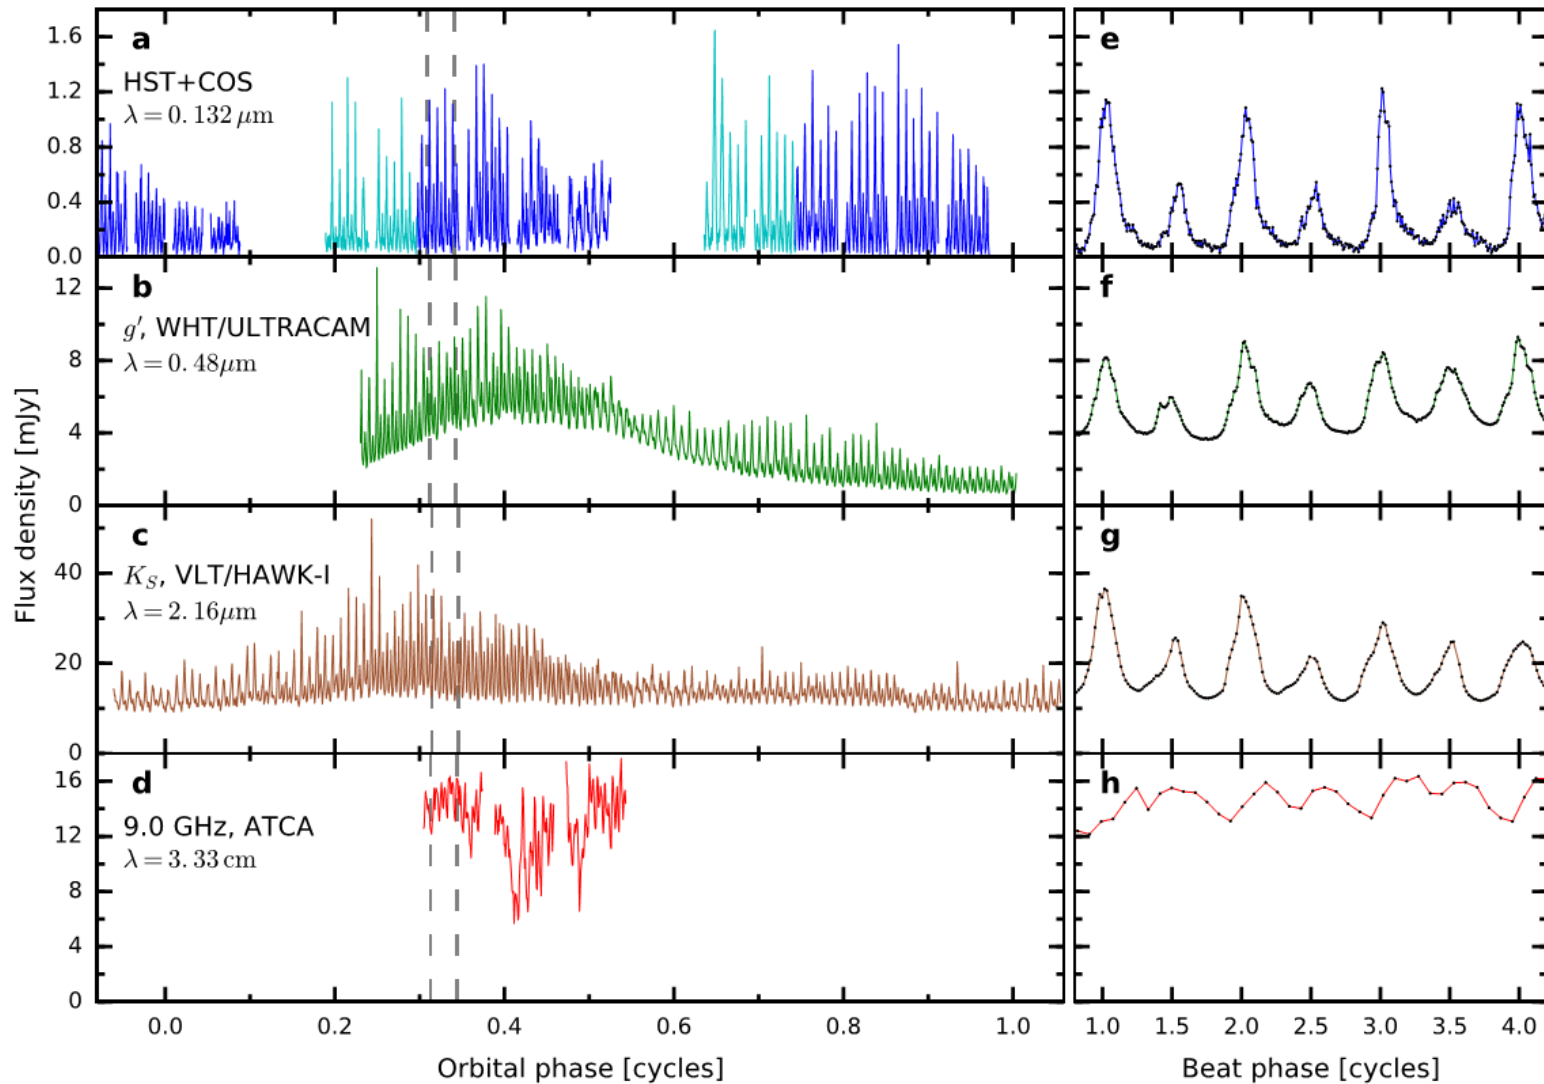 a
HST+COS
λ = 0.132 μm
1.6
1.2
0.8
0.4
0.0
e
b
g′, WHT/ULTRACAM
λ = 0.48μm
12
8
4
0
f
c
K_S, VLT/HAWK-I
λ = 2.16μm
40
20
0
g
d
9.0 GHz, ATCA
λ = 3.33 cm
16
12
8
4
0
h
Flux density [mJy]
0.0 0.2 0.4 0.6 0.8 1.0
Orbital phase [cycles]
1.0 1.5 2.0 2.5 3.0 3.5 4.0
Beat phase [cycles]